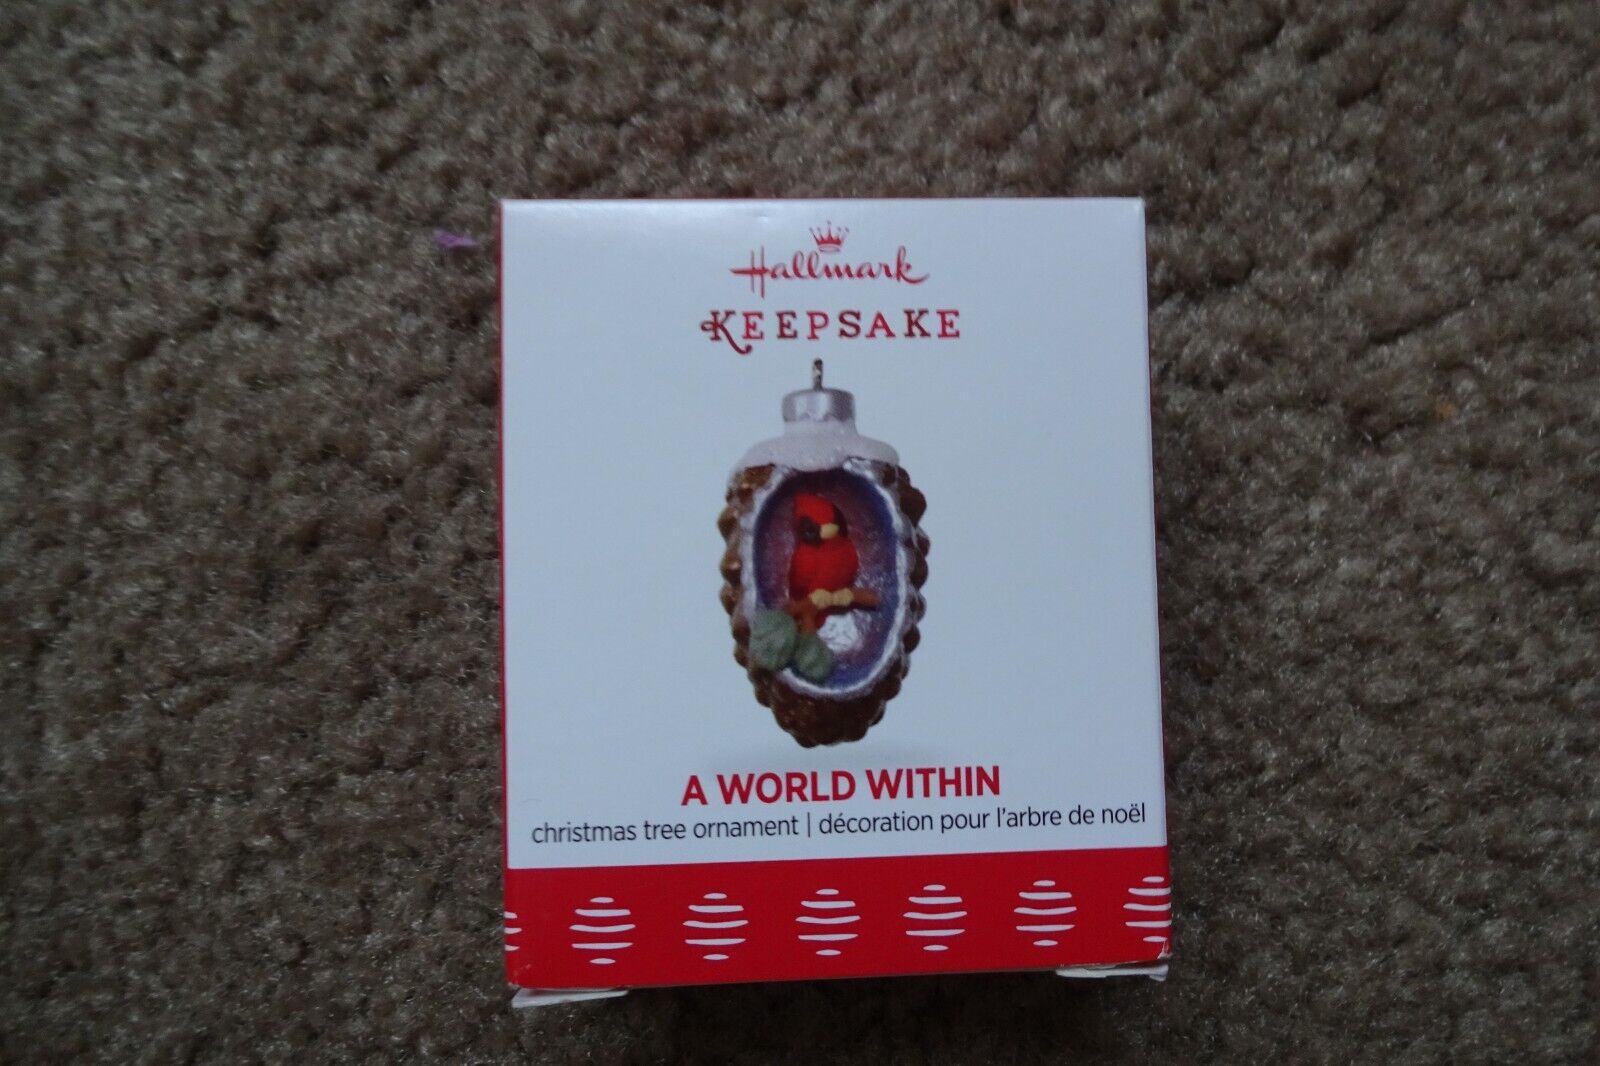 Hallmark
KEEPSAKE
A WORLD WITHIN
christmas tree ornament | décoration pour l'arbre de noël